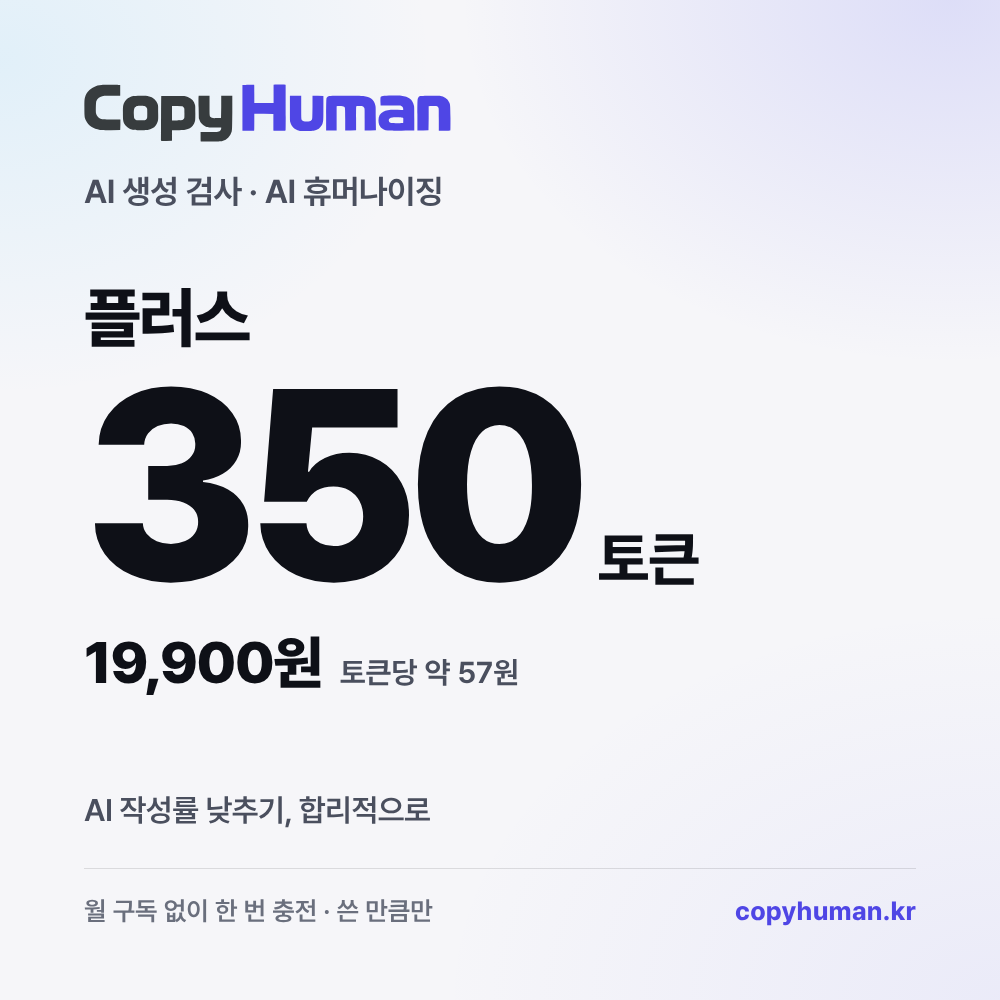 CopyHuman
AI 생성 검사 · AI 휴머나이징
플러스
350 토큰
19,900원 토큰당 약 57원
AI 작성률 낮추기, 합리적으로
월 구독 없이 한 번 충전 · 쓴 만큼만
copyhuman.kr